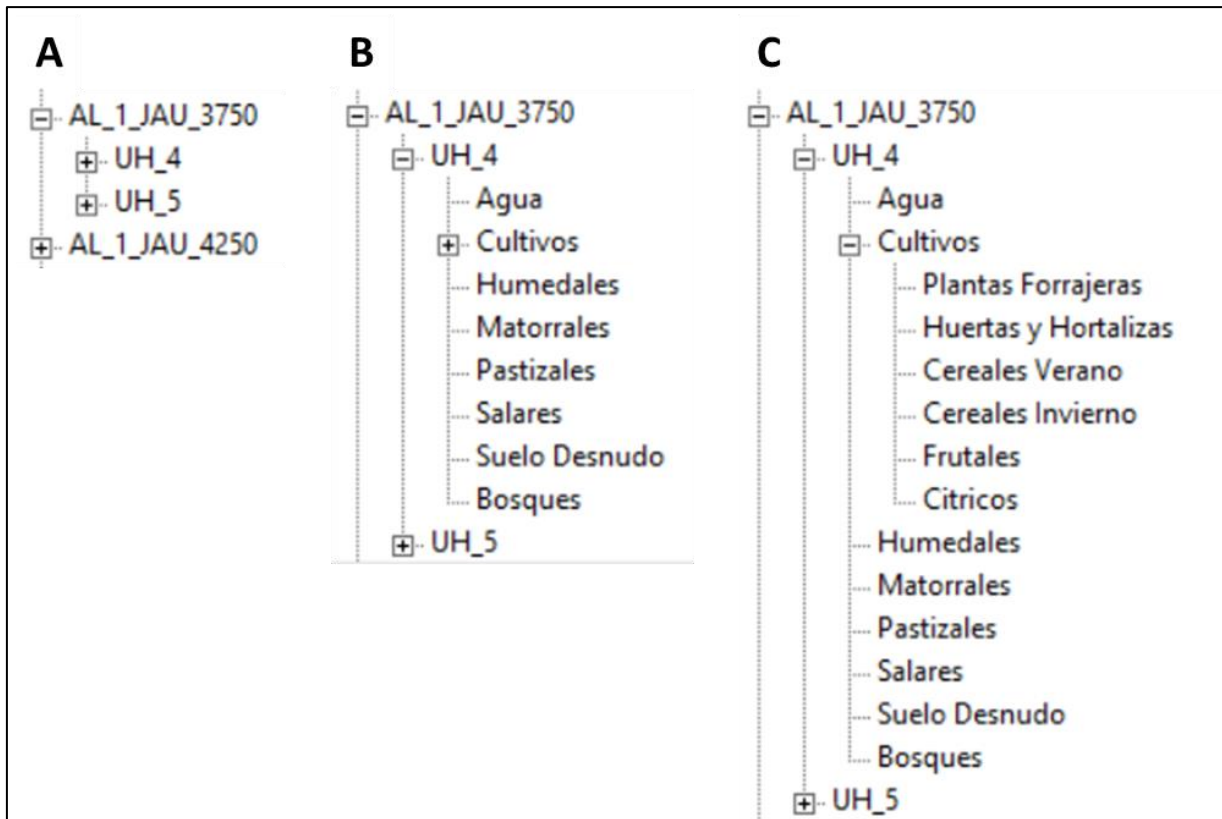 A
AL_1_JAU_3750
UH_4
UH_5
AL_1_JAU_4250
B
AL_1_JAU_3750
UH_4
Agua
Cultivos
Humedales
Matorrales
Pastizales
Salares
Suelo Desnudo
Bosques
UH_5
C
AL_1_JAU_3750
UH_4
Agua
Cultivos
Plantas Forrajeras
Huertas y Hortalizas
Cereales Verano
Cereales Invierno
Frutales
Citricos
Humedales
Matorrales
Pastizales
Salares
Suelo Desnudo
Bosques
UH_5